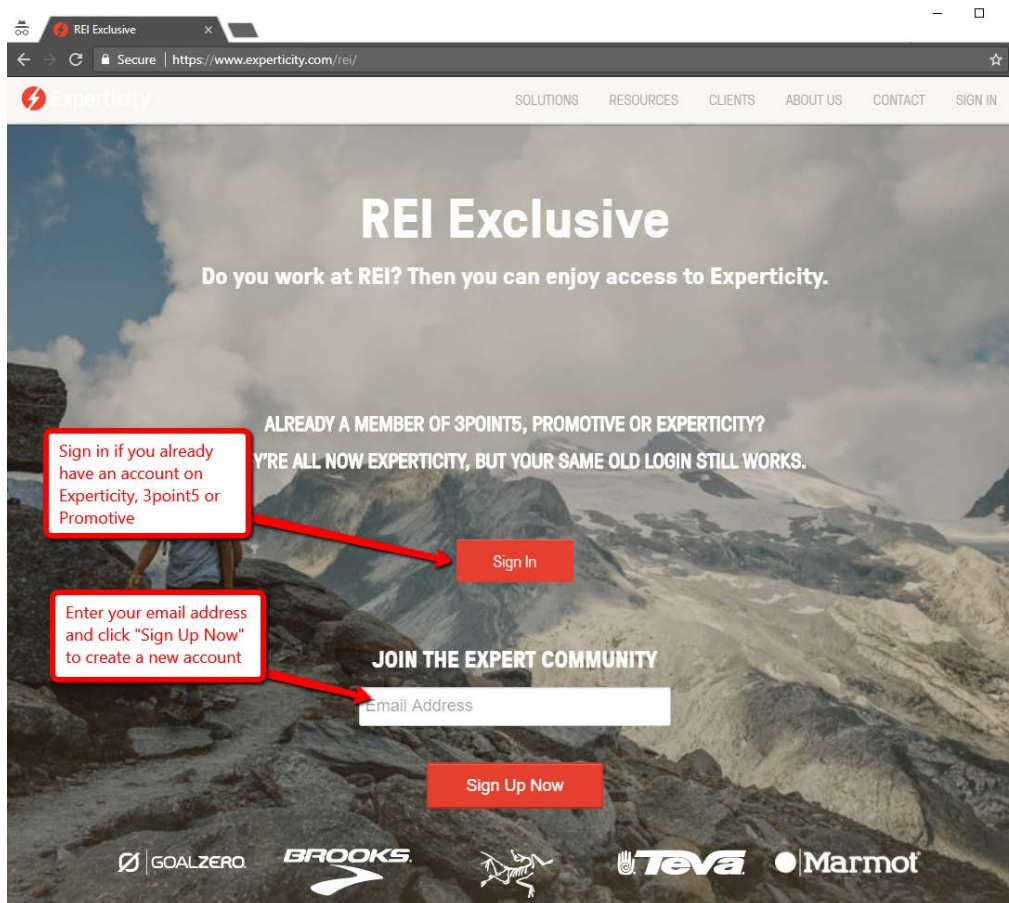 REI Exclusive
Secure | https://www.experticity.com/rei/
Experticity
SOLUTIONS RESOURCES CLIENTS ABOUT US CONTACT SIGN IN
REI Exclusive
Do you work at REI? Then you can enjoy access to Experticity.
ALREADY A MEMBER OF 3POINT5, PROMOTIVE OR EXPERTICITY?
Y'RE ALL NOW EXPERTICITY, BUT YOUR SAME OLD LOGIN STILL WORKS.
Sign in if you already
have an account on
Experticity, 3point5 or
Promotive
Sign In
Enter your email address
and click "Sign Up Now"
to create a new account
JOIN THE EXPERT COMMUNITY
Email Address
Sign Up Now
GOALZERO BROOKS Teva Marmot